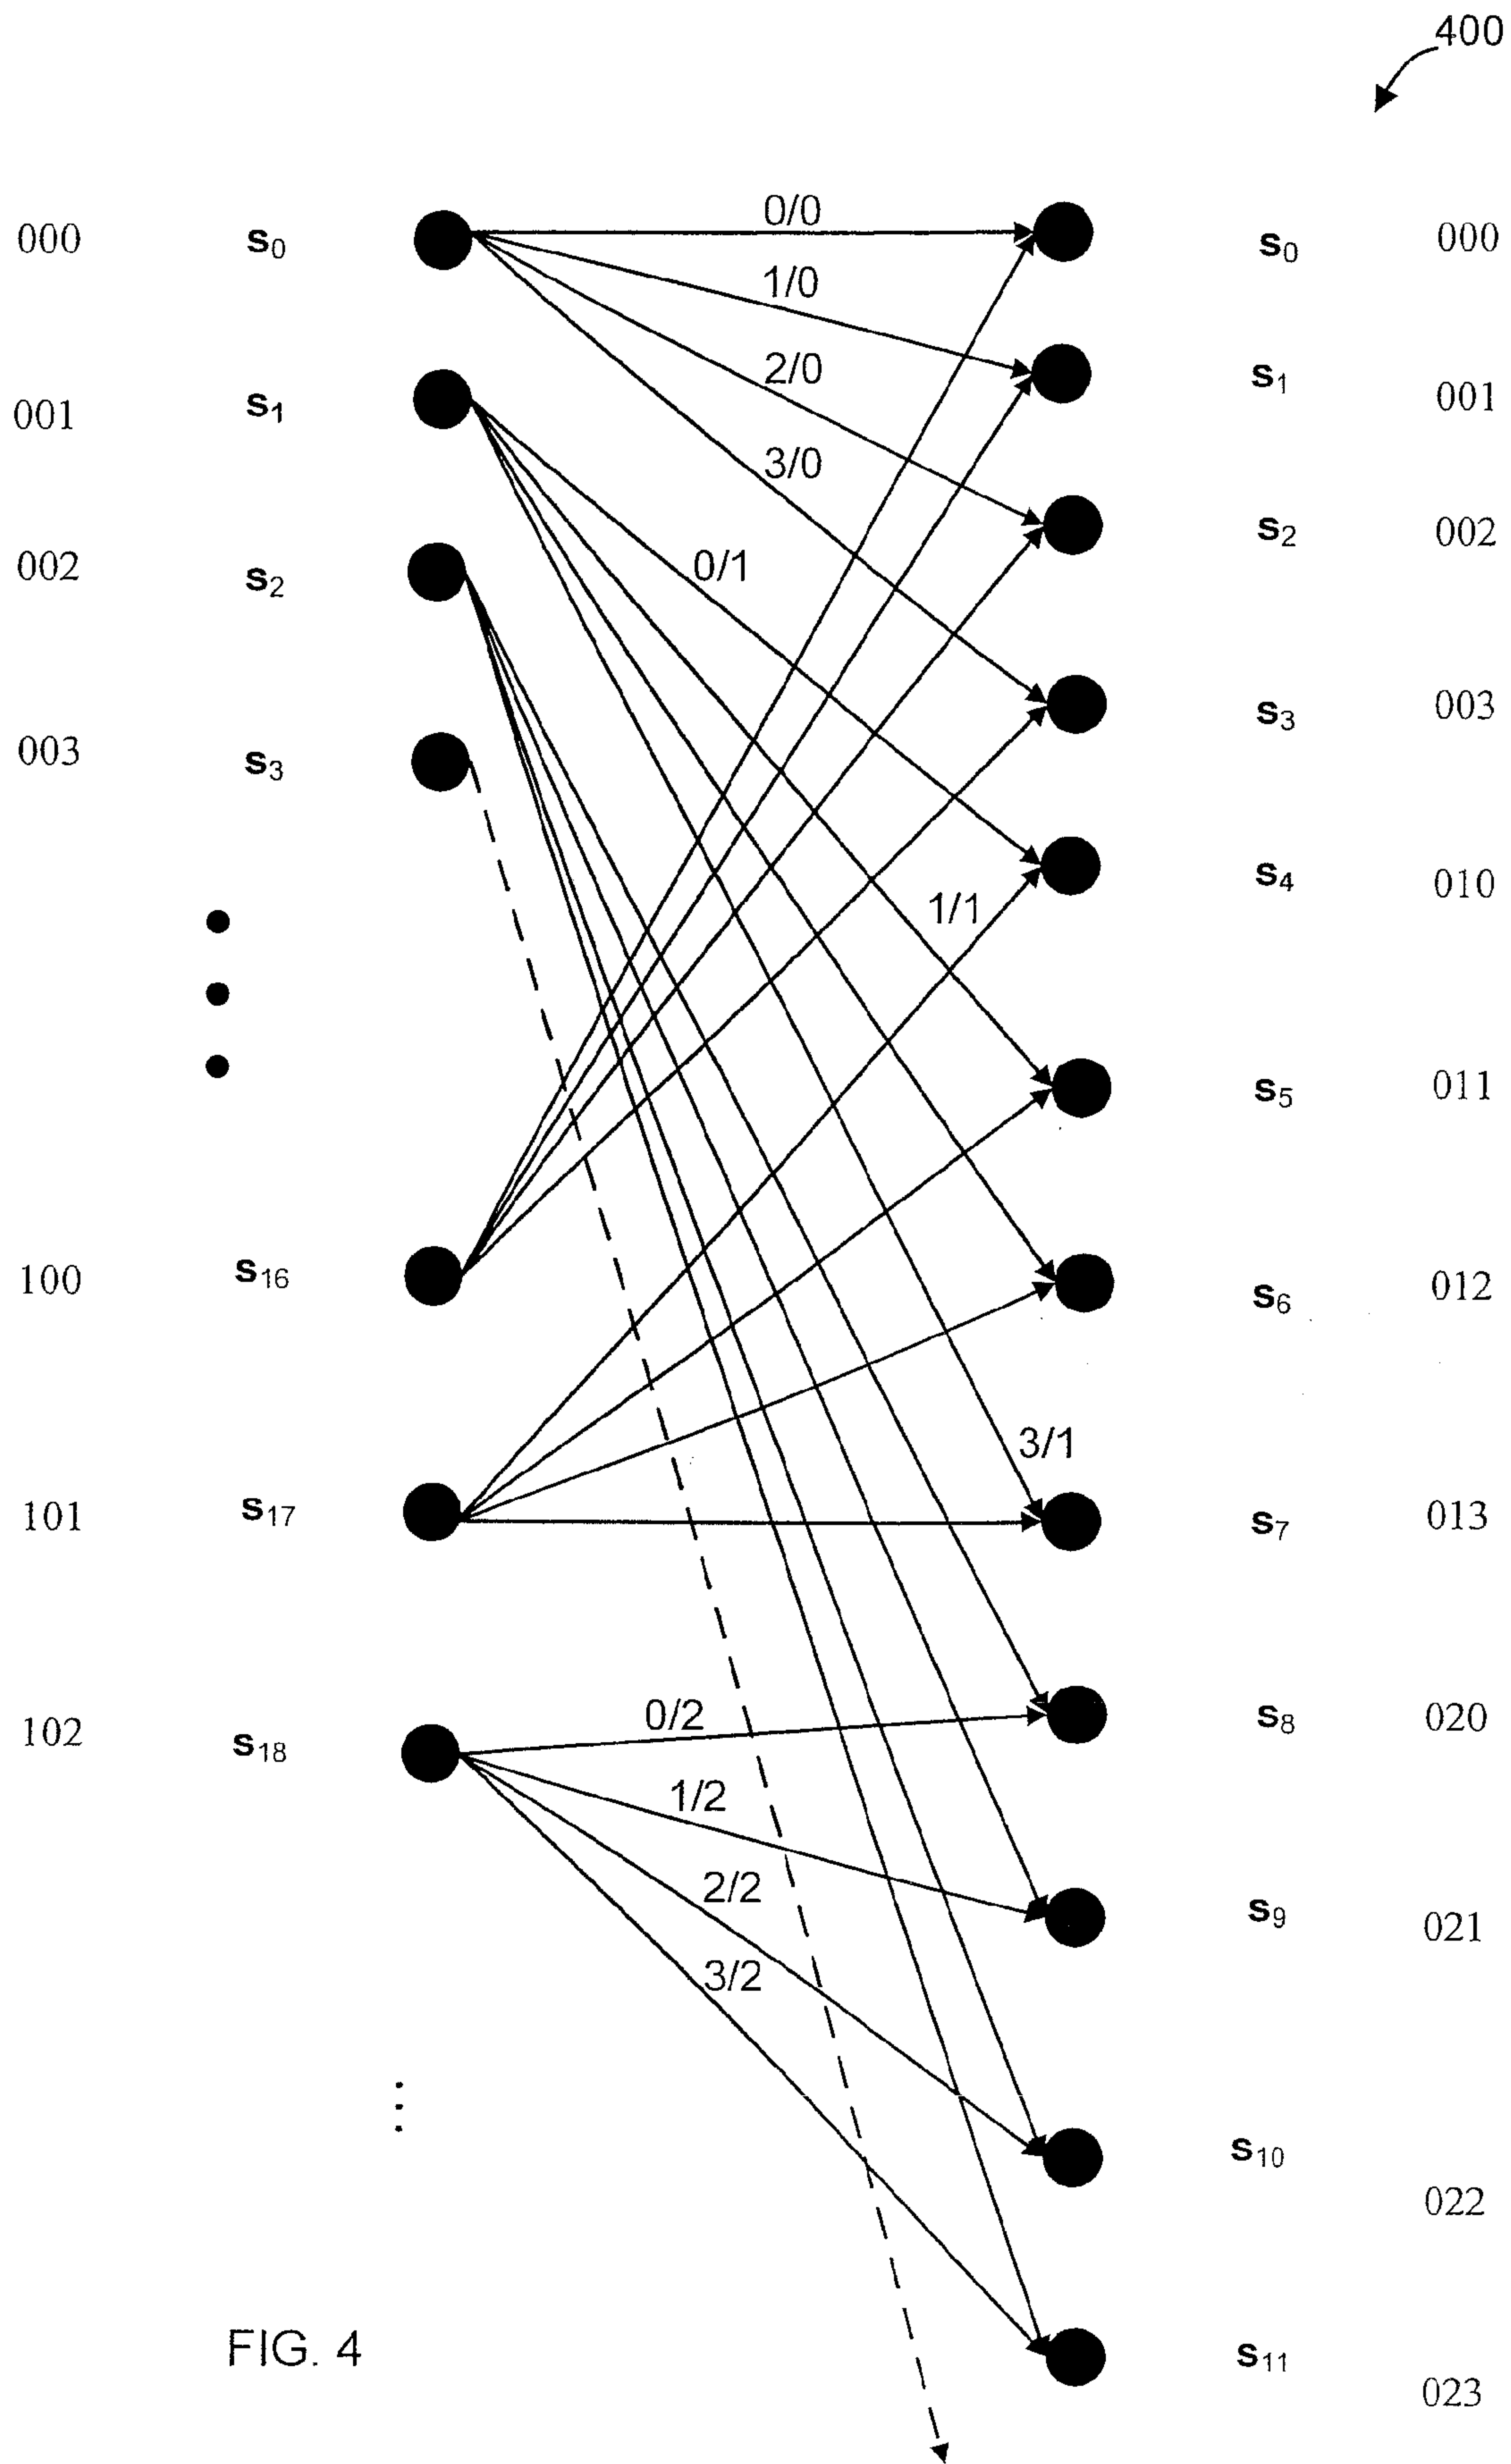 400
000 s0 0/0 s0 000
1/0
001 s1 2/0 s1 001
3/0
002 s2 0/1 s2 002
003 s3 s3 003
1/1 s4 010
s5 011
100 s16 s6 012
3/1
101 s17 s7 013
102 s18 0/2 s8 020
1/2
2/2 s9 021
3/2
s10
022
FIG. 4 s11
023